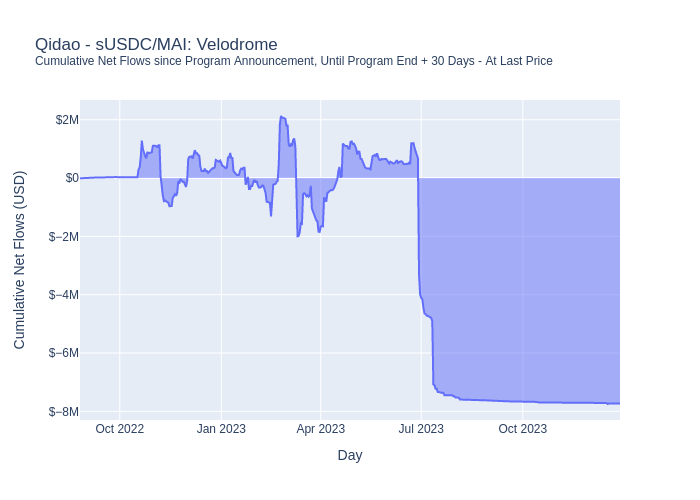 Qidao - sUSDC/MAI: Velodrome
Cumulative Net Flows since Program Announcement, Until Program End + 30 Days - At Last Price
Cumulative Net Flows (USD)
$2M
$0
$−2M
$−4M
$−6M
$−8M
Oct 2022
Jan 2023
Apr 2023
Jul 2023
Oct 2023
Day